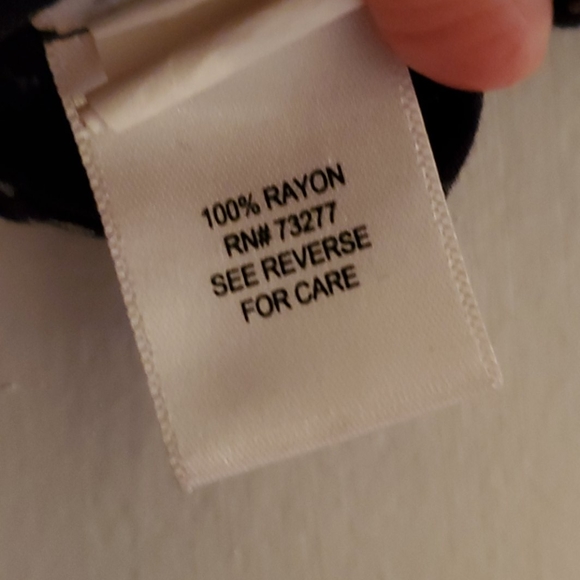 100% RAYON
RN# 73277
SEE REVERSE
FOR CARE